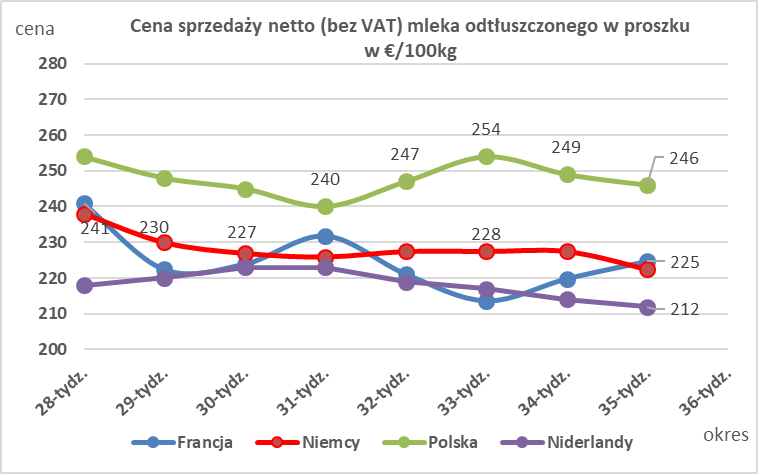 cena
Cena sprzedaży netto (bez VAT) mleka odtłuszczonego w proszku
w €/100kg
280
270
260
250
240
230
220
210
200
254
247
249
246
240
241
230
227
228
225
212
28-tydz.
29-tydz.
30-tydz.
31-tydz.
32-tydz.
33-tydz.
34-tydz.
35-tydz.
36-tydz.
okres
Francja
Niemcy
Polska
Niderlandy